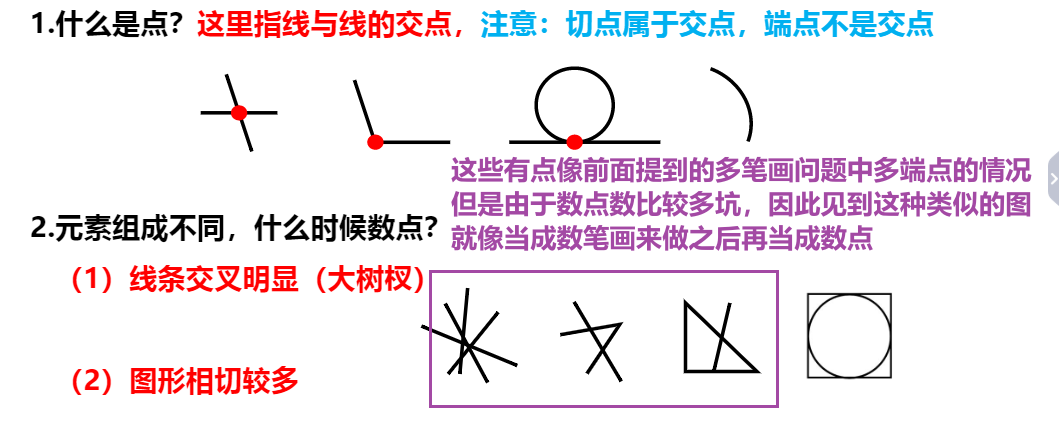 1.什么是点？这里指线与线的交点，注意：切点属于交点，端点不是交点
这些有点像前面提到的多笔画问题中多端点的情况
但是由于数点数比较多坑，因此见到这种类似的图
就像当成数笔画来做之后再当成数点
2.元素组成不同，什么时候数点？
（1）线条交叉明显（大树杈）
（2）图形相切较多